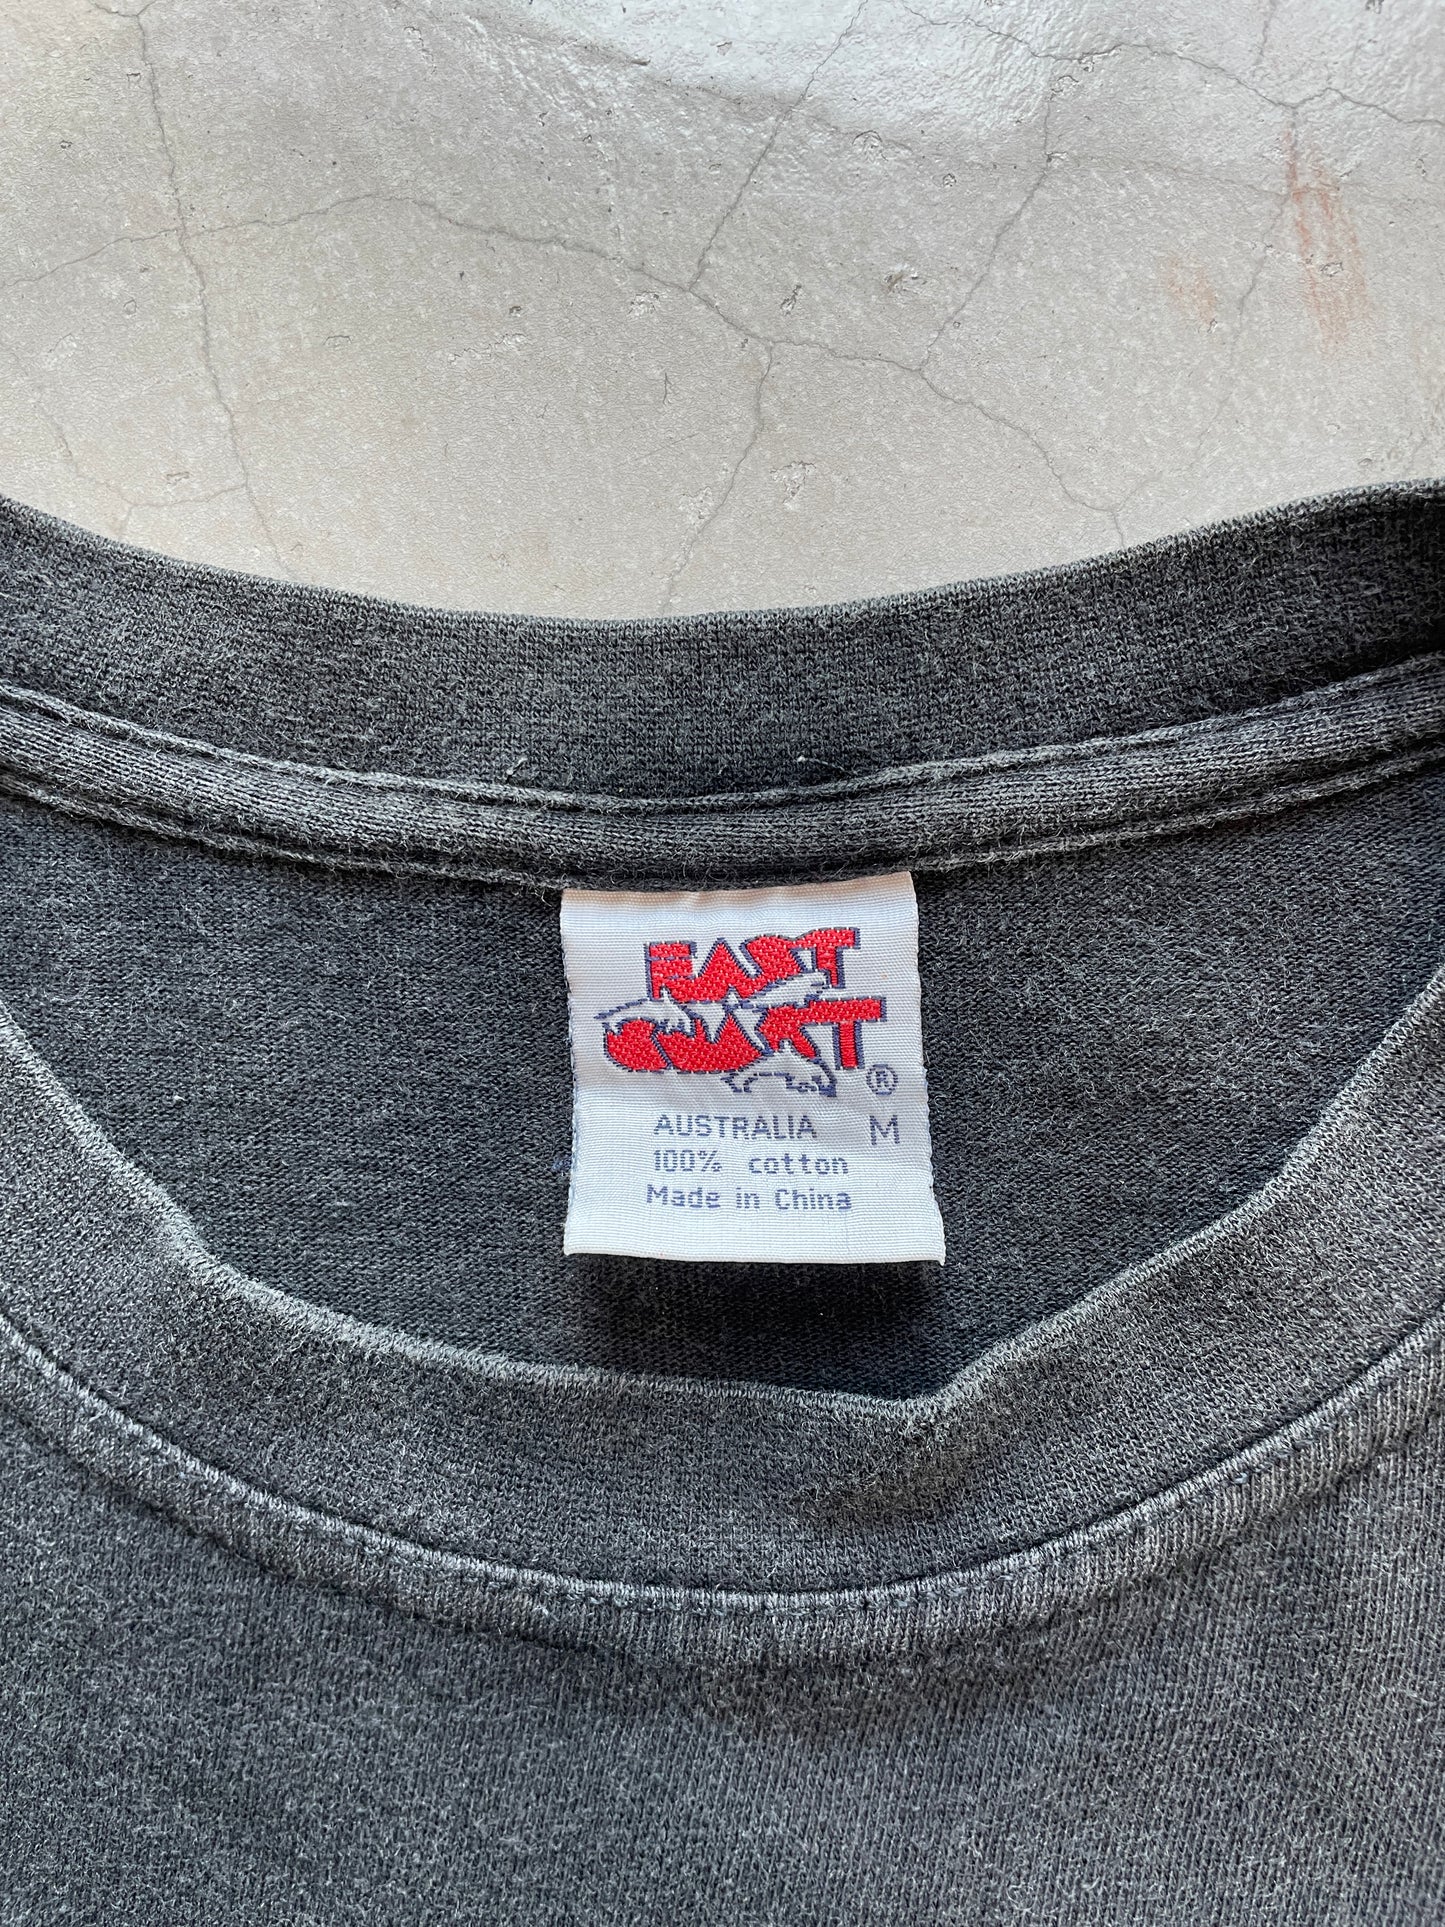 EAST
COAST
®
AUSTRALIA M
100% cotton
Made in China